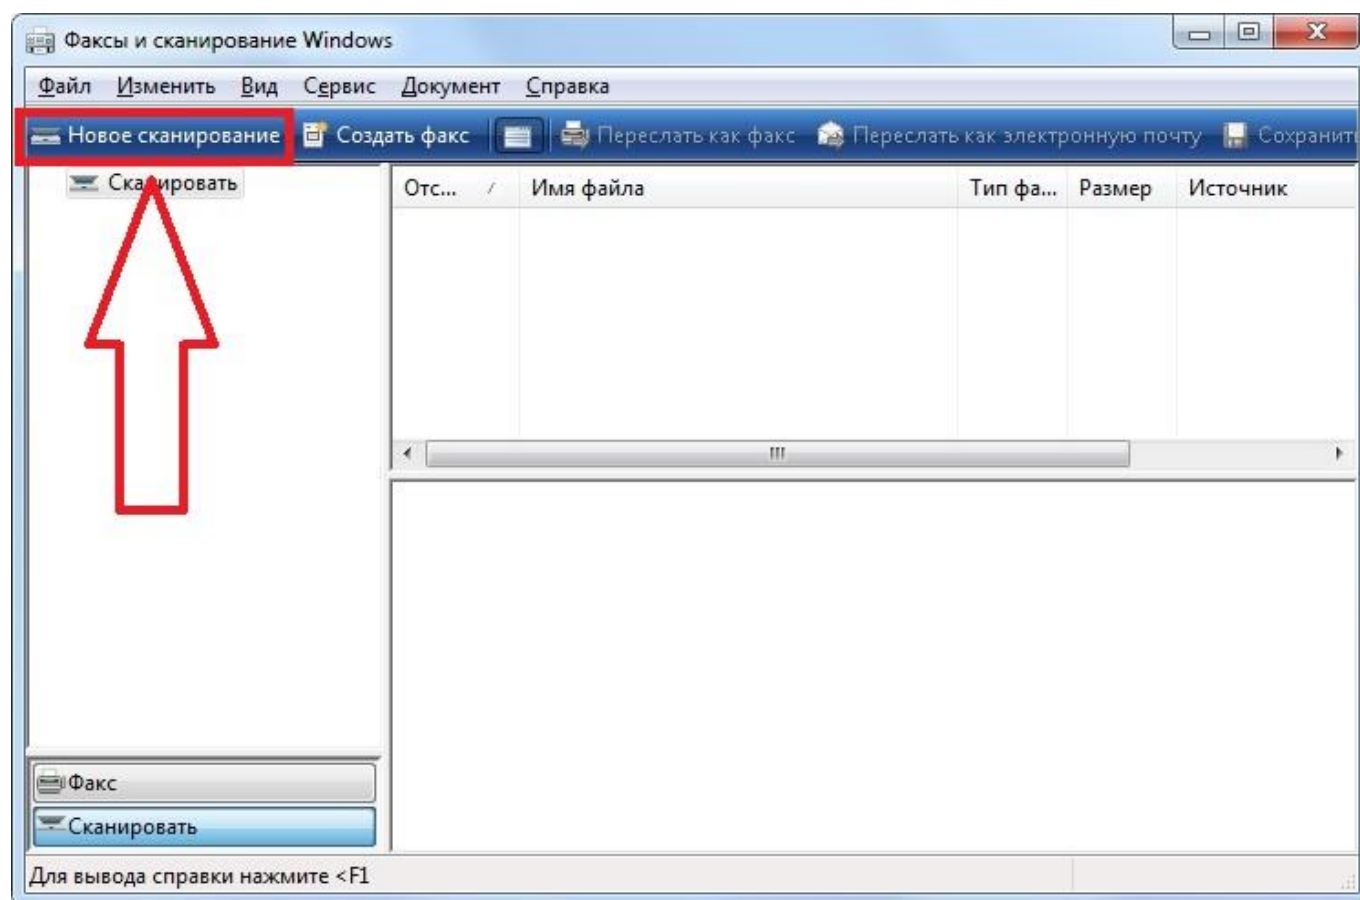 Факсы и сканирование Windows
Файл Изменить Вид Сервис Документ Справка
Новое сканирование Создать факс Переслать как факс Переслать как электронную почту Сохранить
Сканировать
Отс... Имя файла Тип фа... Размер Источник
Факс
Сканировать
Для вывода справки нажмите <F1